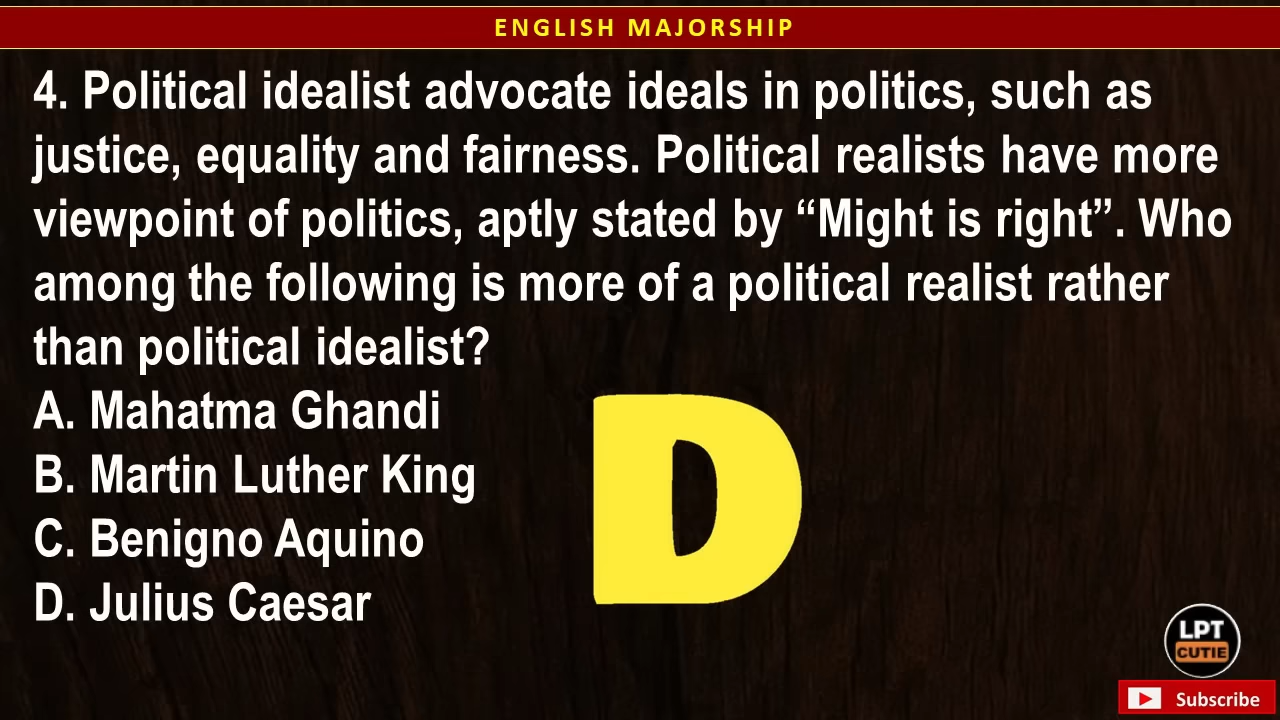 ENGLISH MAJORSHIP
4. Political idealist advocate ideals in politics, such as
justice, equality and fairness. Political realists have more
viewpoint of politics, aptly stated by “Might is right”. Who
among the following is more of a political realist rather
than political idealist?
A. Mahatma Ghandi
B. Martin Luther King
C. Benigno Aquino
D. Julius Caesar
D
LPT
CUTIE
Subscribe